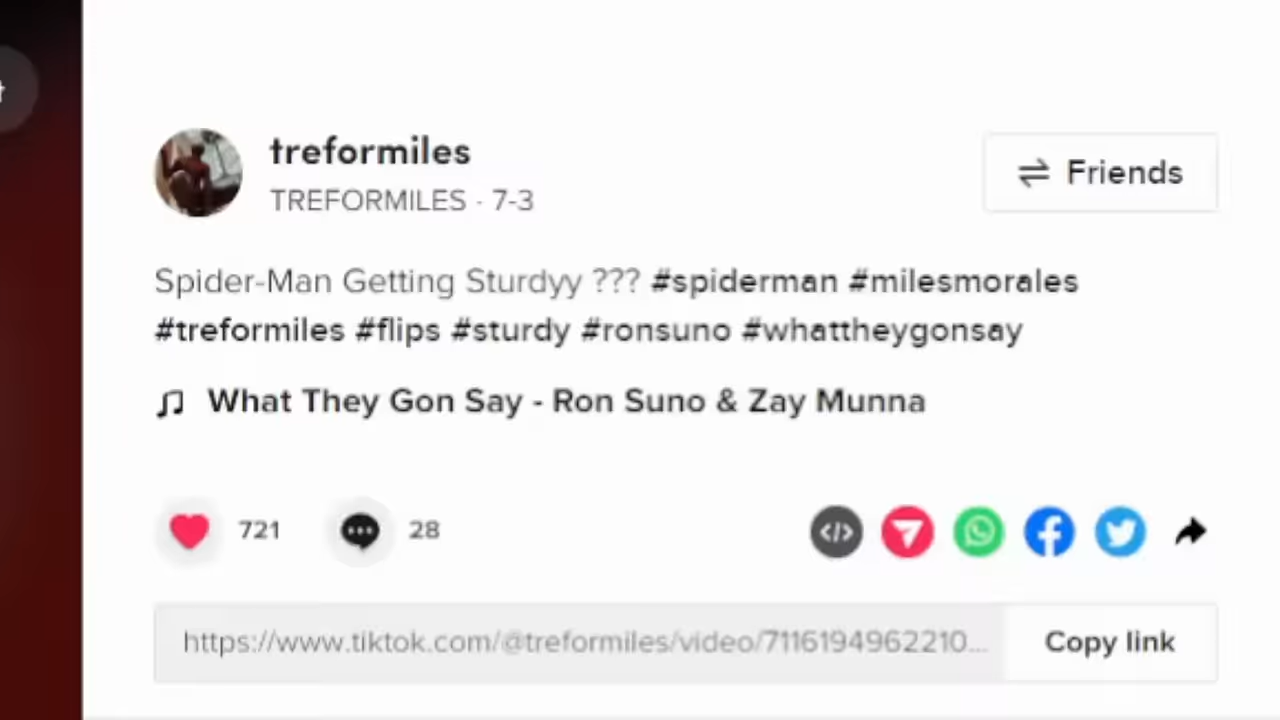 treformiles
TREFORMILES · 7-3
Friends
Spider-Man Getting Sturdyy ??? #spiderman #milesmorales
#treformiles #flips #sturdy #ronsuno #whattheygonsay
What They Gon Say - Ron Suno & Zay Munna
721
28
https://www.tiktok.com/@treformiles/video/7116194962210...
Copy link